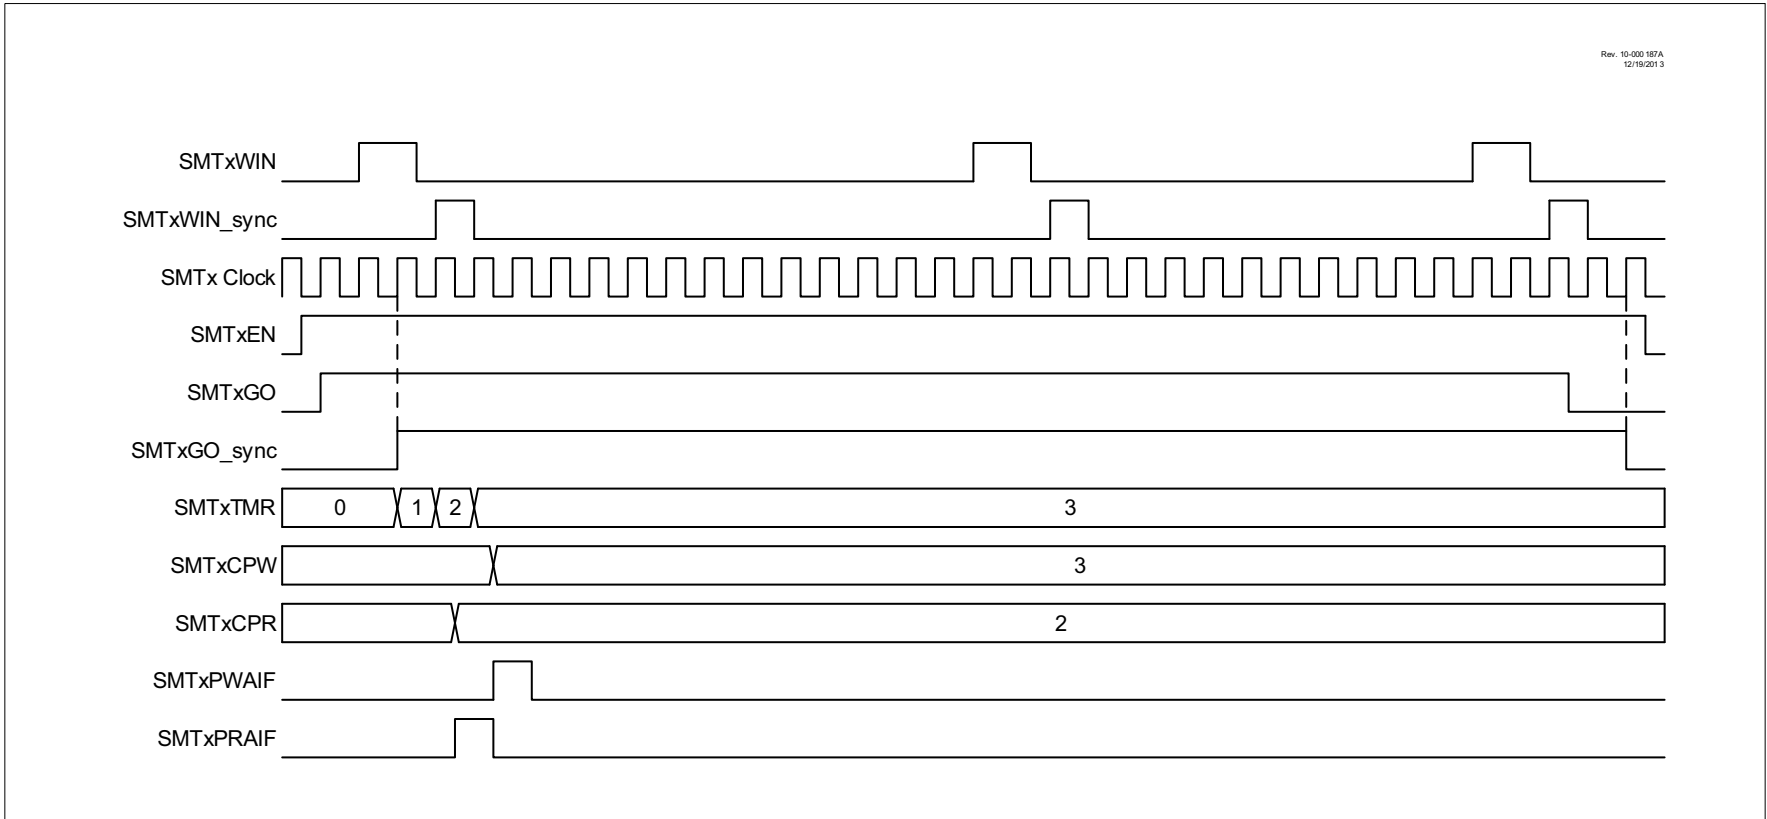 Rev. 10-000 187A
12/19/201 3
SMTxWIN
SMTxWIN_sync
SMTx Clock
SMTxEN
SMTxGO
SMTxGO_sync
SMTxTMR 0 1 2 3
SMTxCPW 3
SMTxCPR 2
SMTxPWAIF
SMTxPRAIF